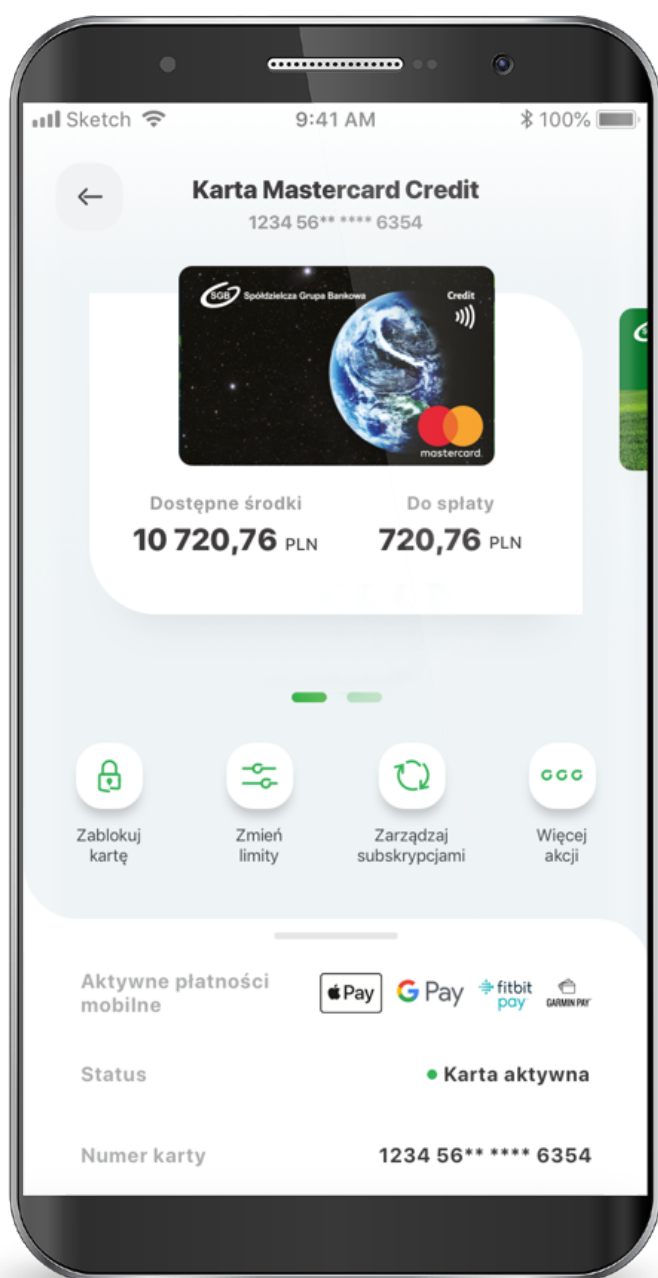 Sketch 9:41 AM 100%
Karta Mastercard Credit
1234 56** **** 6354
SGB Spółdzielcza Grupa Bankowa Credit
mastercard.
Dostępne środki Do spłaty
10 720,76 PLN 720,76 PLN
Zablokuj kartę
Zmień limity
Zarządzaj subskrypcjami
Więcej akcji
Aktywne płatności mobilne
Pay G Pay fitbit pay GARMIN PAY
Status Karta aktywna
Numer karty 1234 56** **** 6354